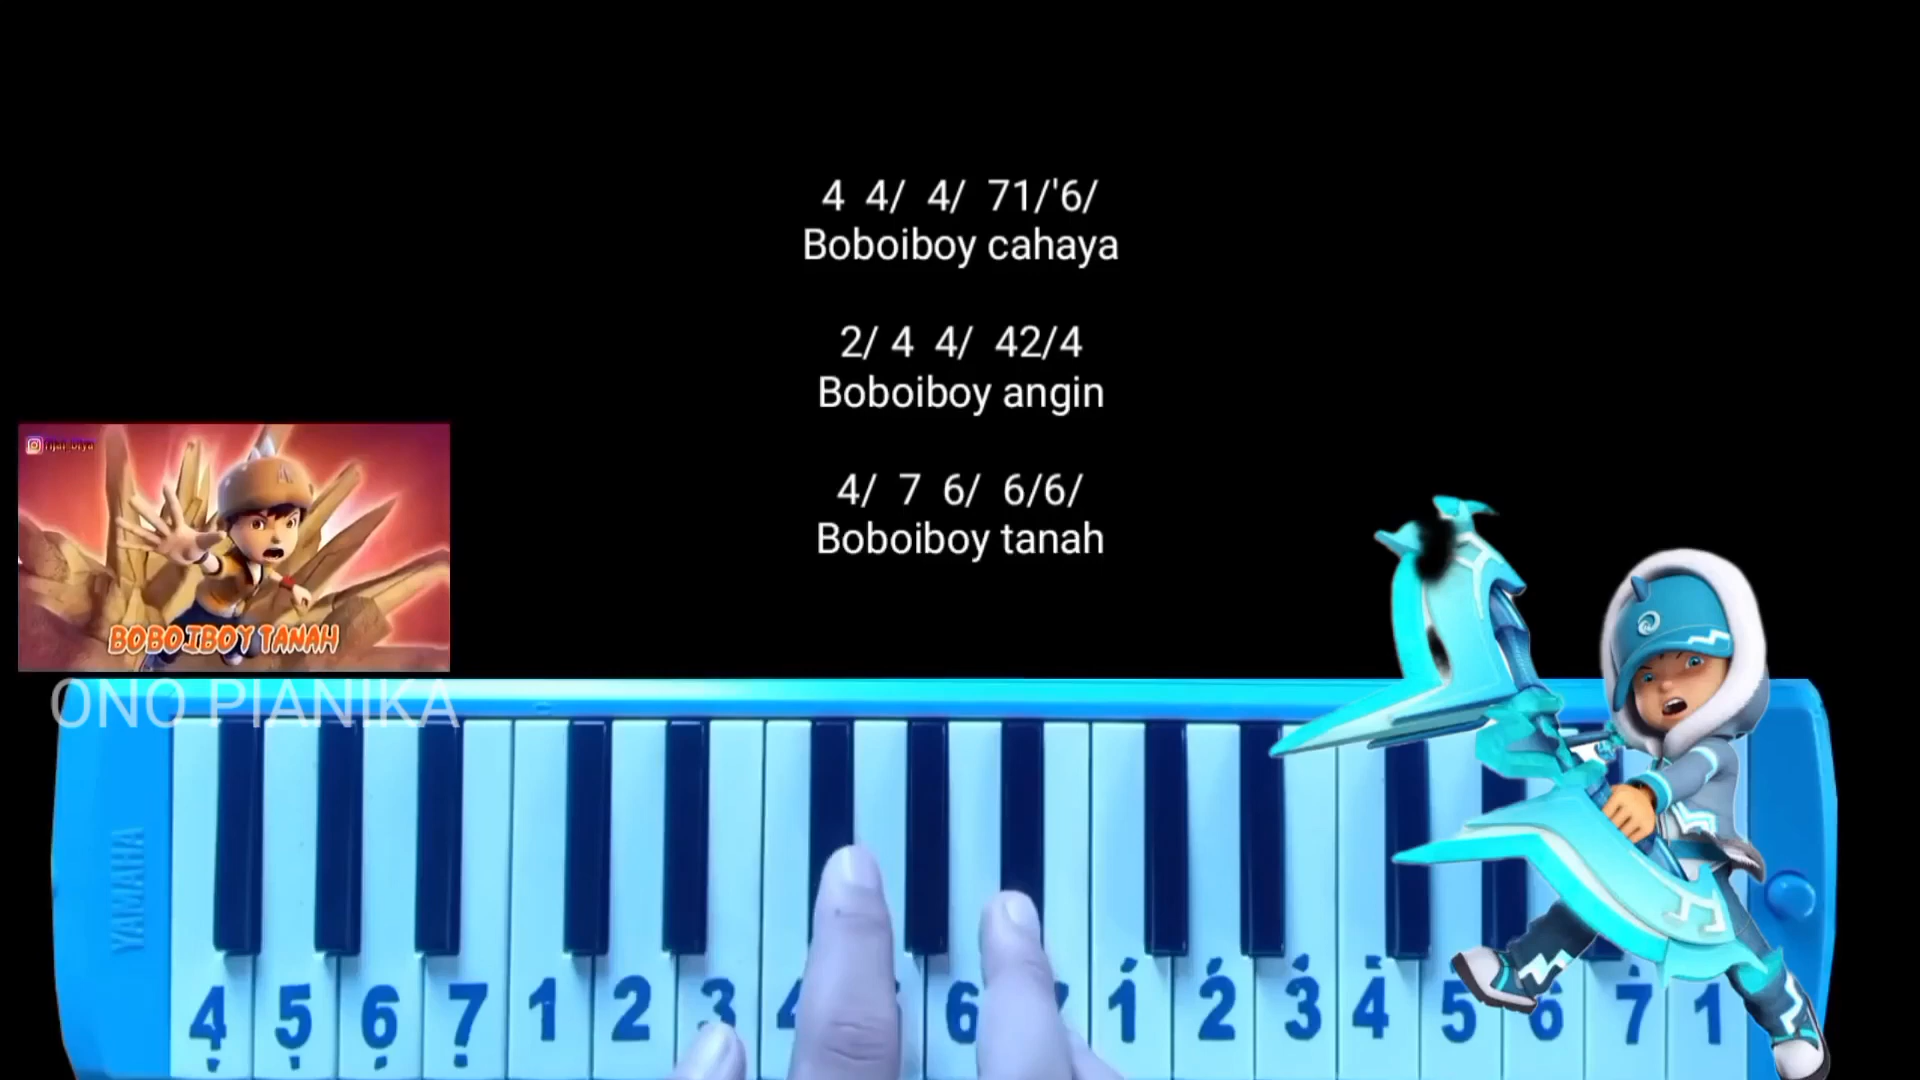 4 4/ 4/ 71/'6/
Boboiboy cahaya
2/ 4 4/ 42/4
Boboiboy angin
4/ 7 6/ 6/6/
Boboiboy tanah
BOBOIBOY TANAH
ONO PIANIKA
YAMAHA
4 5 6 7 1 2 3 4 6 1 2 3 4 5 6 7 1